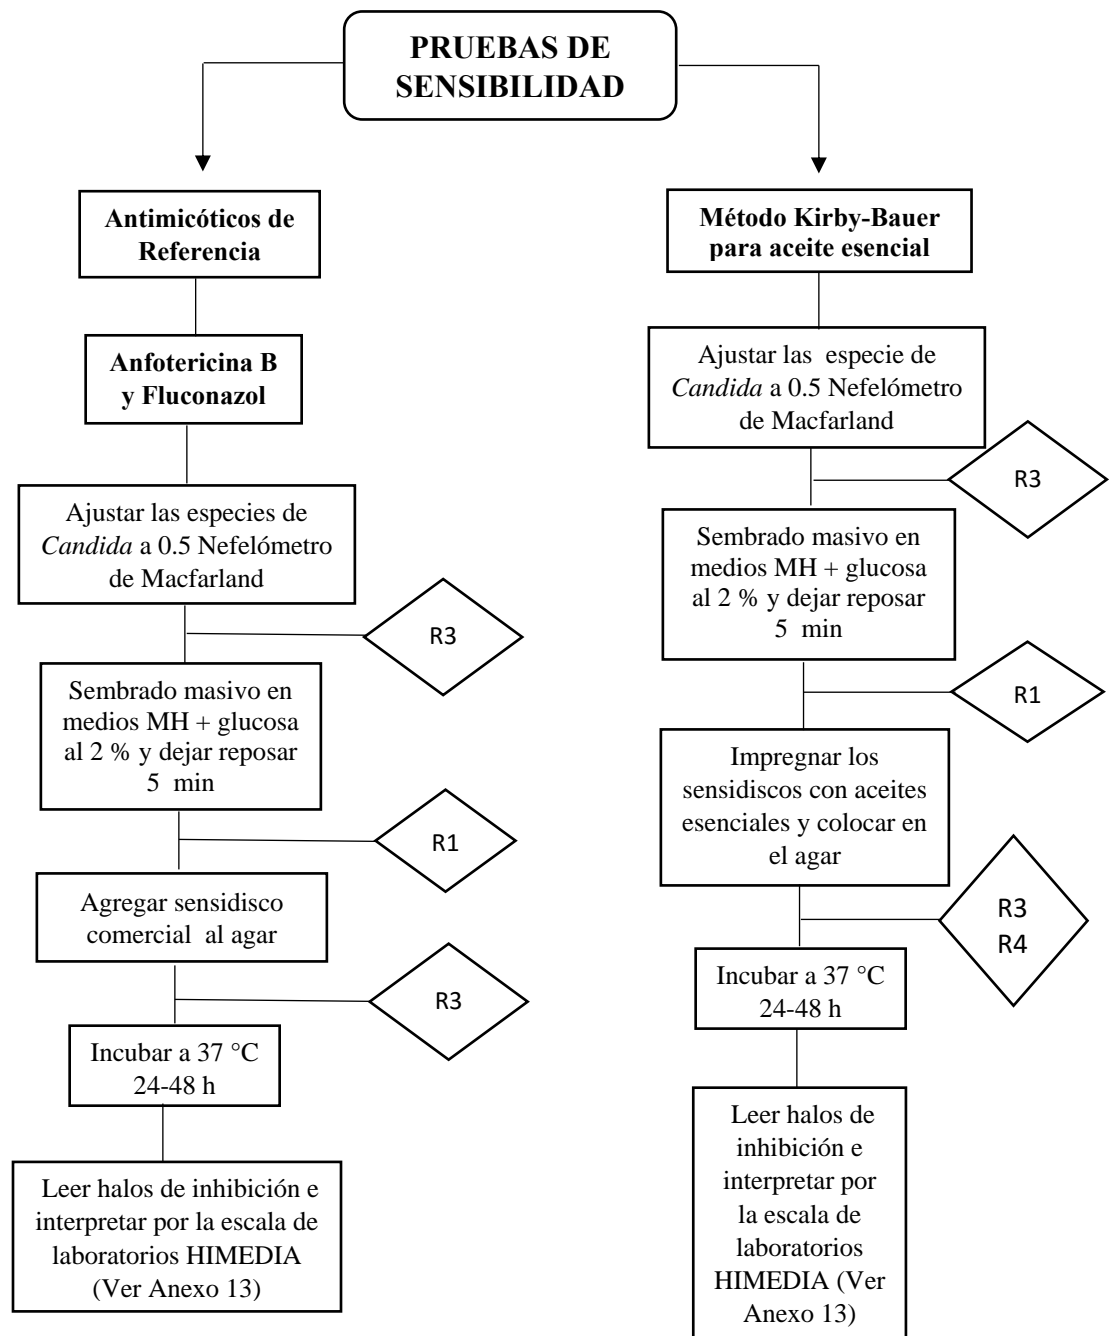 PRUEBAS DE
SENSIBILIDAD
Antimicóticos de
Referencia
Anfotericina B
y Fluconazol
Ajustar las especies de
Candida a 0.5 Nefelómetro
de Macfarland
R3
Sembrado masivo en
medios MH + glucosa
al 2 % y dejar reposar
5 min
R1
Agregar sensidisco
comercial al agar
R3
Incubar a 37 °C
24-48 h
Leer halos de inhibición e
interpretar por la escala de
laboratorios HIMEDIA
(Ver Anexo 13)
Método Kirby-Bauer
para aceite esencial
Ajustar las especie de
Candida a 0.5 Nefelómetro
de Macfarland
R3
Sembrado masivo en
medios MH + glucosa
al 2 % y dejar reposar
5 min
R1
Impregnar los
sensidiscos con aceites
esenciales y colocar en
el agar
R3
R4
Incubar a 37 °C
24-48 h
Leer halos de
inhibición e
interpretar por
la escala de
laboratorios
HIMEDIA (Ver
Anexo 13)